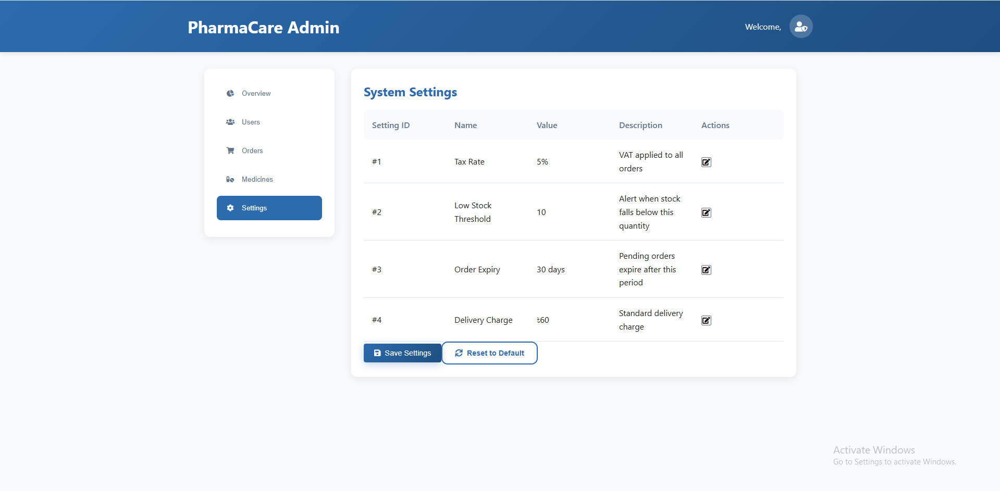 PharmaCare Admin
Welcome,
Overview
Users
Orders
Medicines
Settings
System Settings
Setting ID Name Value Description Actions
#1 Tax Rate 5% VAT applied to all
orders
#2 Low Stock
Threshold 10 Alert when stock
falls below this
quantity
#3 Order Expiry 30 days Pending orders
expire after this
period
#4 Delivery Charge ৳60 Standard delivery
charge
Save Settings Reset to Default
Activate Windows
Go to Settings to activate Windows.